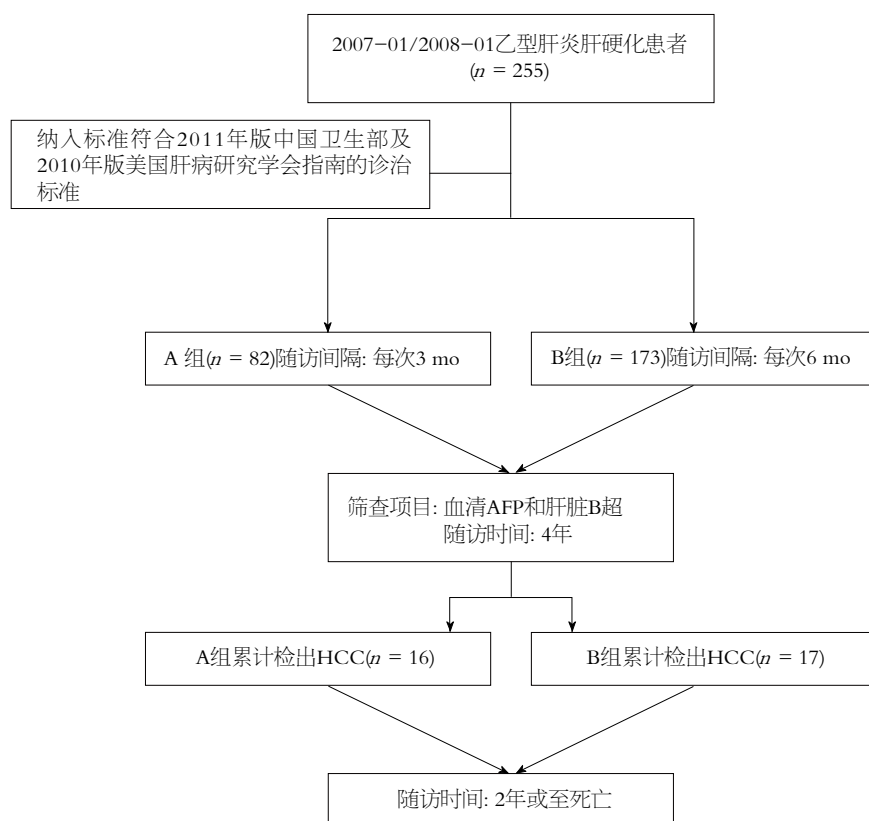 2007-01/2008-01乙型肝炎肝硬化患者
(n = 255)
纳入标准符合2011年版中国卫生部及
2010年版美国肝病研究学会指南的诊治
标准
A 组(n = 82)随访间隔: 每次3 mo
B组(n = 173)随访间隔: 每次6 mo
筛查项目: 血清AFP和肝脏B超
随访时间: 4年
A组累计检出HCC(n = 16)
B组累计检出HCC(n = 17)
随访时间: 2年或至死亡